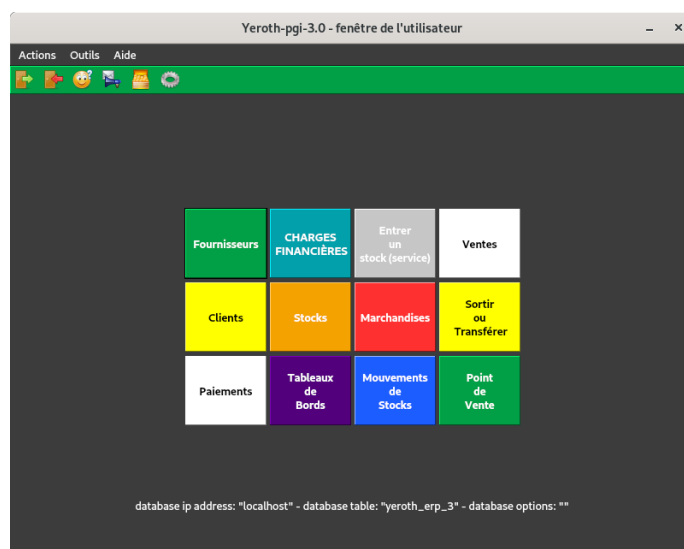 Yeroth-pgi-3.0 - fenêtre de l'utilisateur
Actions Outils Aide
Fournisseurs
CHARGES
FINANCIÈRES
Entrer
un
stock (service)
Ventes
Clients
Stocks
Marchandises
Sortir
ou
Transférer
Paiements
Tableaux
de
Bords
Mouvements
de
Stocks
Point
de
Vente
database ip address: "localhost" - database table: "yeroth_erp_3" - database options: ""